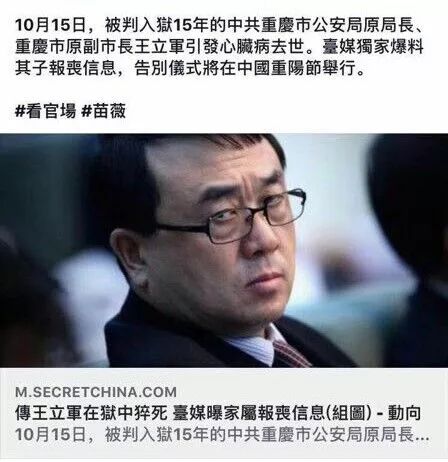 10月15日，被判入獄15年的中共重慶市公安局原局長、
重慶市原副市長王立軍引發心臟病去世。臺媒獨家爆料
其子報喪信息，告別儀式將在中國重陽節舉行。
#看官場 #苗薇
M.SECRETCHINA.COM
傳王立軍在獄中猝死 臺媒曝家屬報喪信息(組圖) - 動向
10月15日，被判入獄15年的中共重慶市公安局原局長...